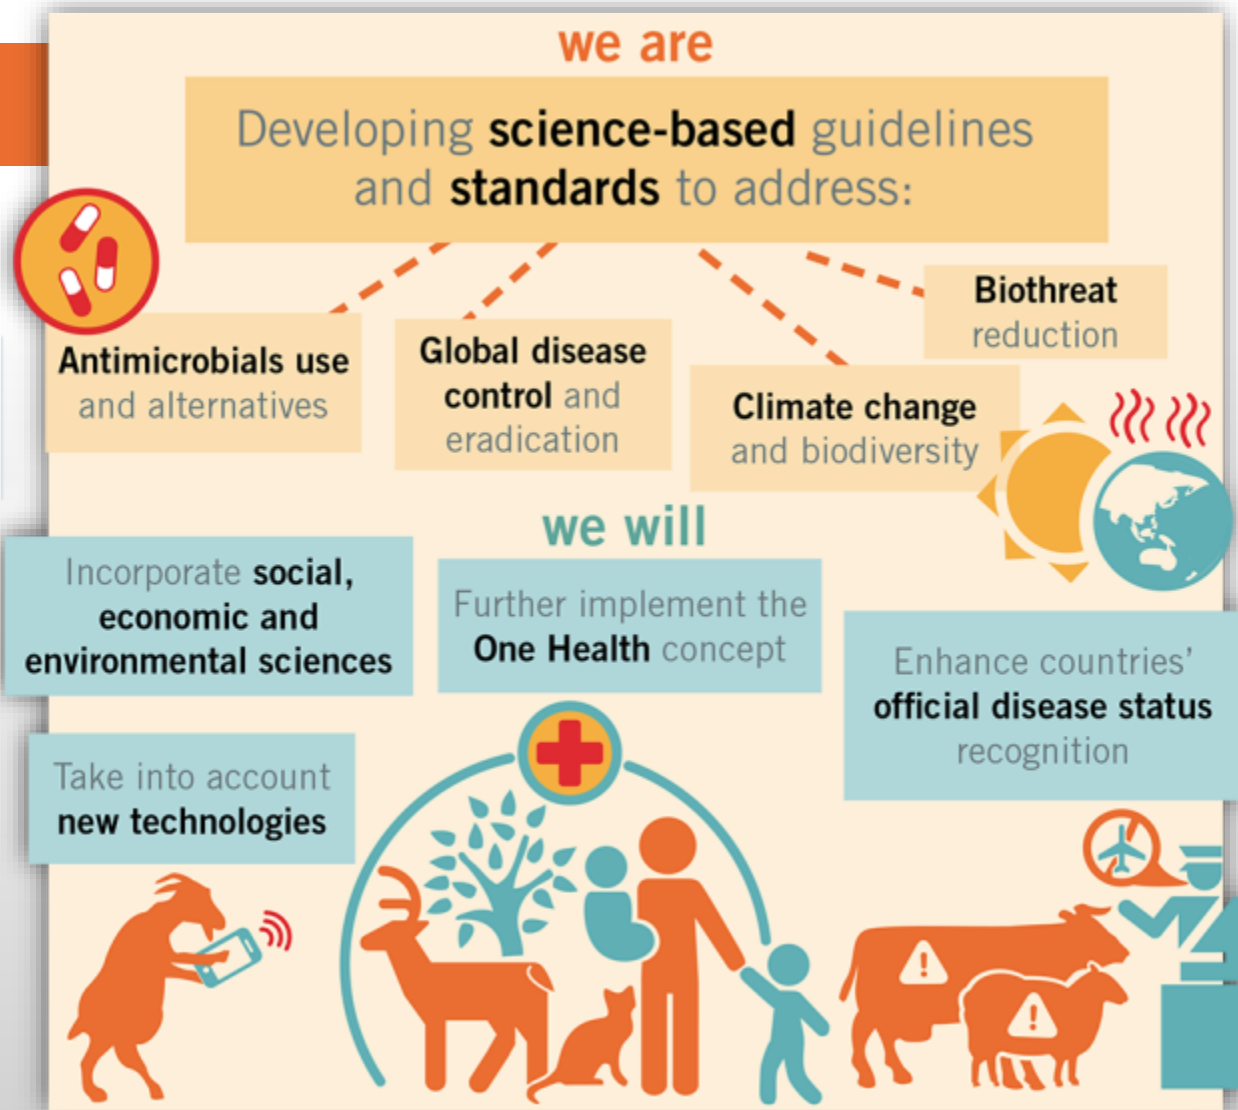 we are
Developing science-based guidelines
and standards to address:
Antimicrobials use
and alternatives
Global disease
control and
eradication
Climate change
and biodiversity
Biothreat
reduction
we will
Incorporate social,
economic and
environmental sciences
Further implement the
One Health concept
Enhance countries'
official disease status
recognition
Take into account
new technologies
!
!